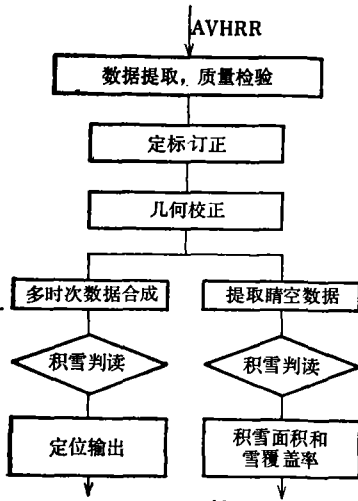 AVHRR
数据提取，质量检验
定标订正
几何校正
多时次数据合成
提取晴空数据
积雪判读
积雪判读
定位输出
积雪面积和
雪覆盖率